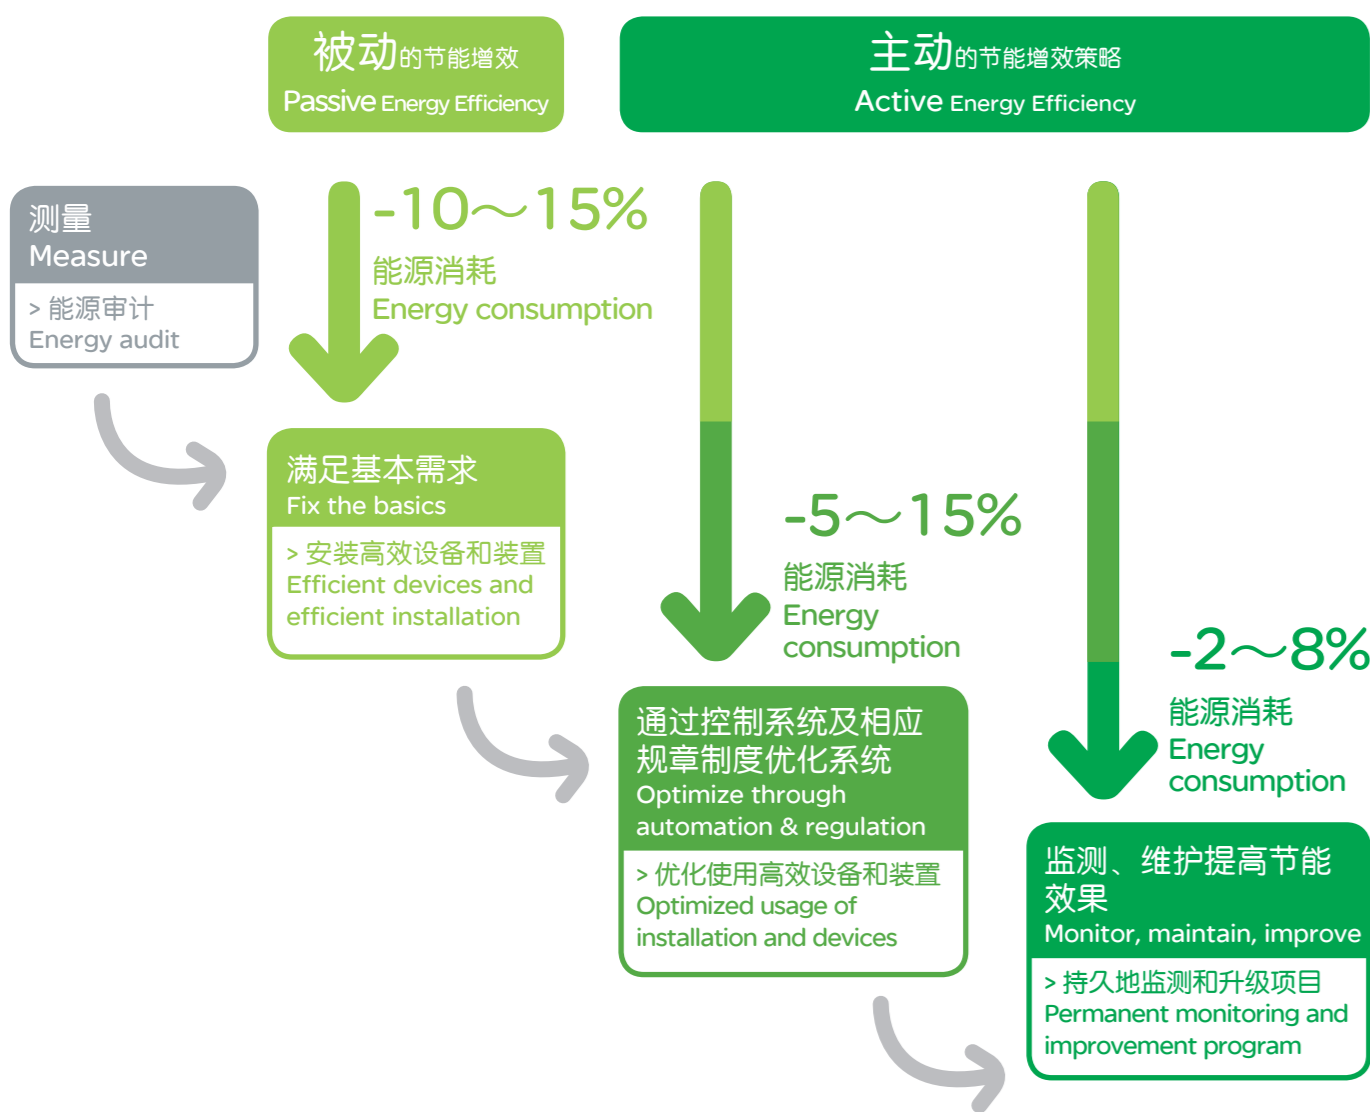 被动的节能增效
Passive Energy Efficiency
主动的节能增效策略
Active Energy Efficiency
测量
Measure
> 能源审计
Energy audit
-10～15%
能源消耗
Energy consumption
满足基本需求
Fix the basics
> 安装高效设备和装置
Efficient devices and
efficient installation
-5～15%
能源消耗
Energy
consumption
通过控制系统及相应
规章制度优化系统
Optimize through
automation & regulation
> 优化使用高效设备和装置
Optimized usage of
installation and devices
-2～8%
能源消耗
Energy
consumption
监测、维护提高节能
效果
Monitor, maintain, improve
> 持久地监测和升级项目
Permanent monitoring and
improvement program